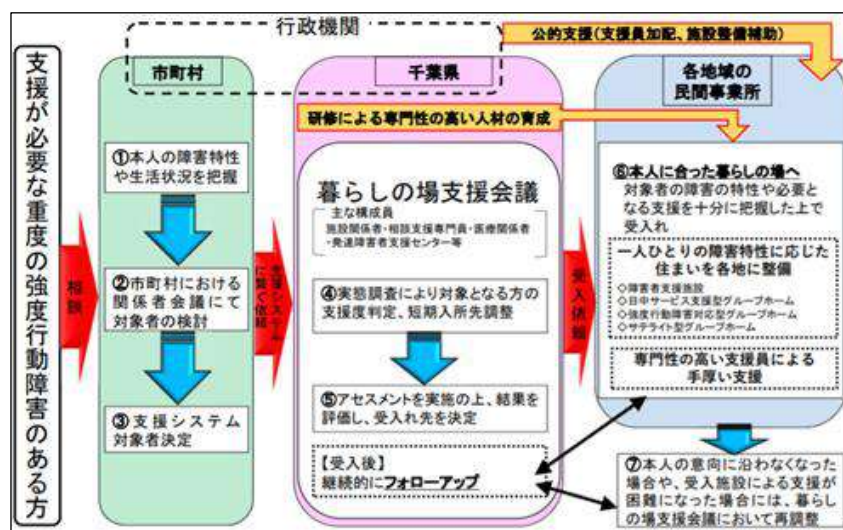 支援が必要な重度の強度行動障害のある方
行政機関
公的支援(支援員加配、施設整備補助)
市町村
千葉県
各地域の
民間事業所
研修による専門性の高い人材の育成
相談
①本人の障害特性
や生活状況を把握
②市町村における
関係者会議にて
対象者の検討
③支援システム
対象者決定
支援システム
に繋ぐ依頼
暮らしの場支援会議
主な構成員
施設関係者・相談支援専門員・医療関係者
・発達障害者支援センター等
④実態調査により対象となる方の
支援度判定、短期入所先調整
⑤アセスメントを実施の上、結果を
評価し、受入れ先を決定
【受入後】
継続的にフォローアップ
受入依頼
⑥本人に合った暮らしの場へ
対象者の障害の特性や必要と
なる支援を十分に把握した上で
受入れ
一人ひとりの障害特性に応じた
住まいを各地に整備
◇障害者支援施設
◇日中サービス支援型グループホーム
◇強度行動障害対応型グループホーム
◇サテライト型グループホーム
専門性の高い支援員による
手厚い支援
⑦本人の意向に沿わなくなった
場合や、受入施設による支援が
困難になった場合には、暮らし
の場支援会議において再調整